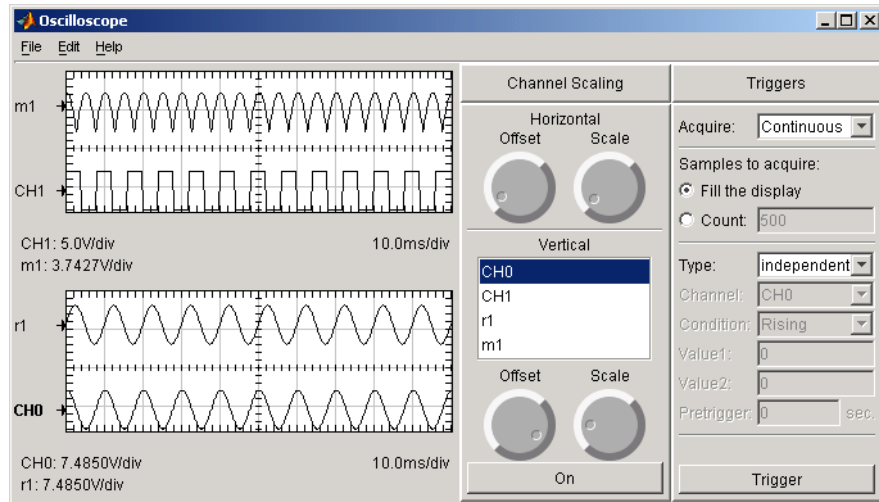 Oscilloscope
File Edit Help
m1
CH1
CH1: 5.0V/div 10.0ms/div
m1: 3.7427V/div
r1
CH0
CH0: 7.4850V/div 10.0ms/div
r1: 7.4850V/div
Channel Scaling
Horizontal
Offset Scale
Vertical
CH0
CH1
r1
m1
Offset Scale
On
Triggers
Acquire: Continuous
Samples to acquire:
Fill the display
Count: 500
Type: independent
Channel: CH0
Condition: Rising
Value1: 0
Value2: 0
Pretrigger: 0 sec.
Trigger